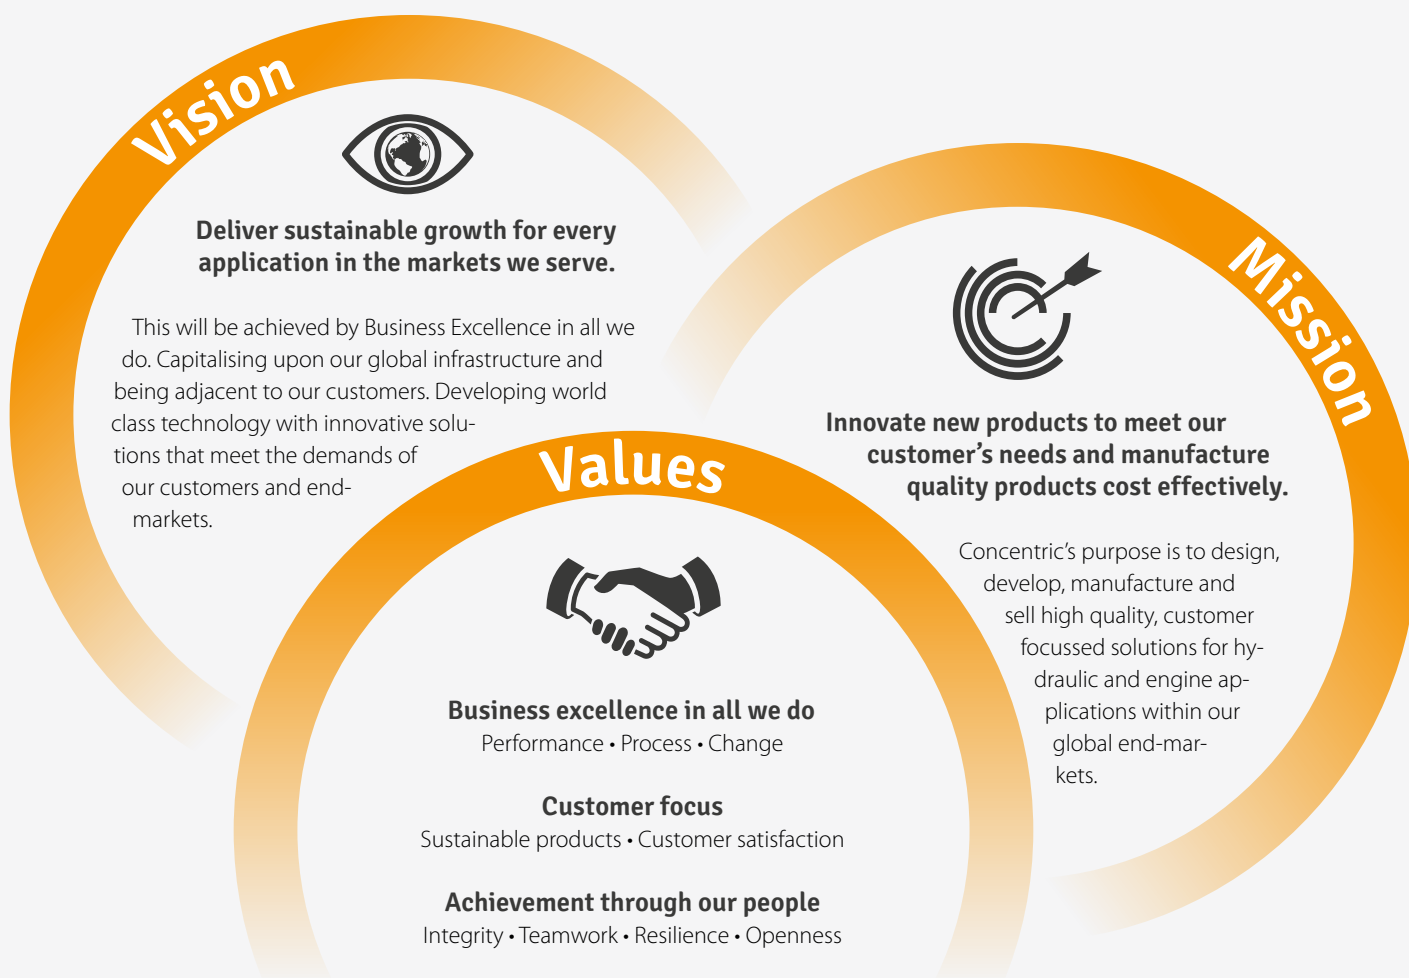 Vision
Deliver sustainable growth for every
application in the markets we serve.
This will be achieved by Business Excellence in all we
do. Capitalising upon our global infrastructure and
being adjacent to our customers. Developing world
class technology with innovative solu-
tions that meet the demands of
our customers and end-
markets.
Mission
Innovate new products to meet our
customer’s needs and manufacture
quality products cost effectively.
Concentric’s purpose is to design,
develop, manufacture and
sell high quality, customer
focussed solutions for hy-
draulic and engine ap-
plications within our
global end-mar-
kets.
Values
Business excellence in all we do
Performance • Process • Change
Customer focus
Sustainable products • Customer satisfaction
Achievement through our people
Integrity • Teamwork • Resilience • Openness